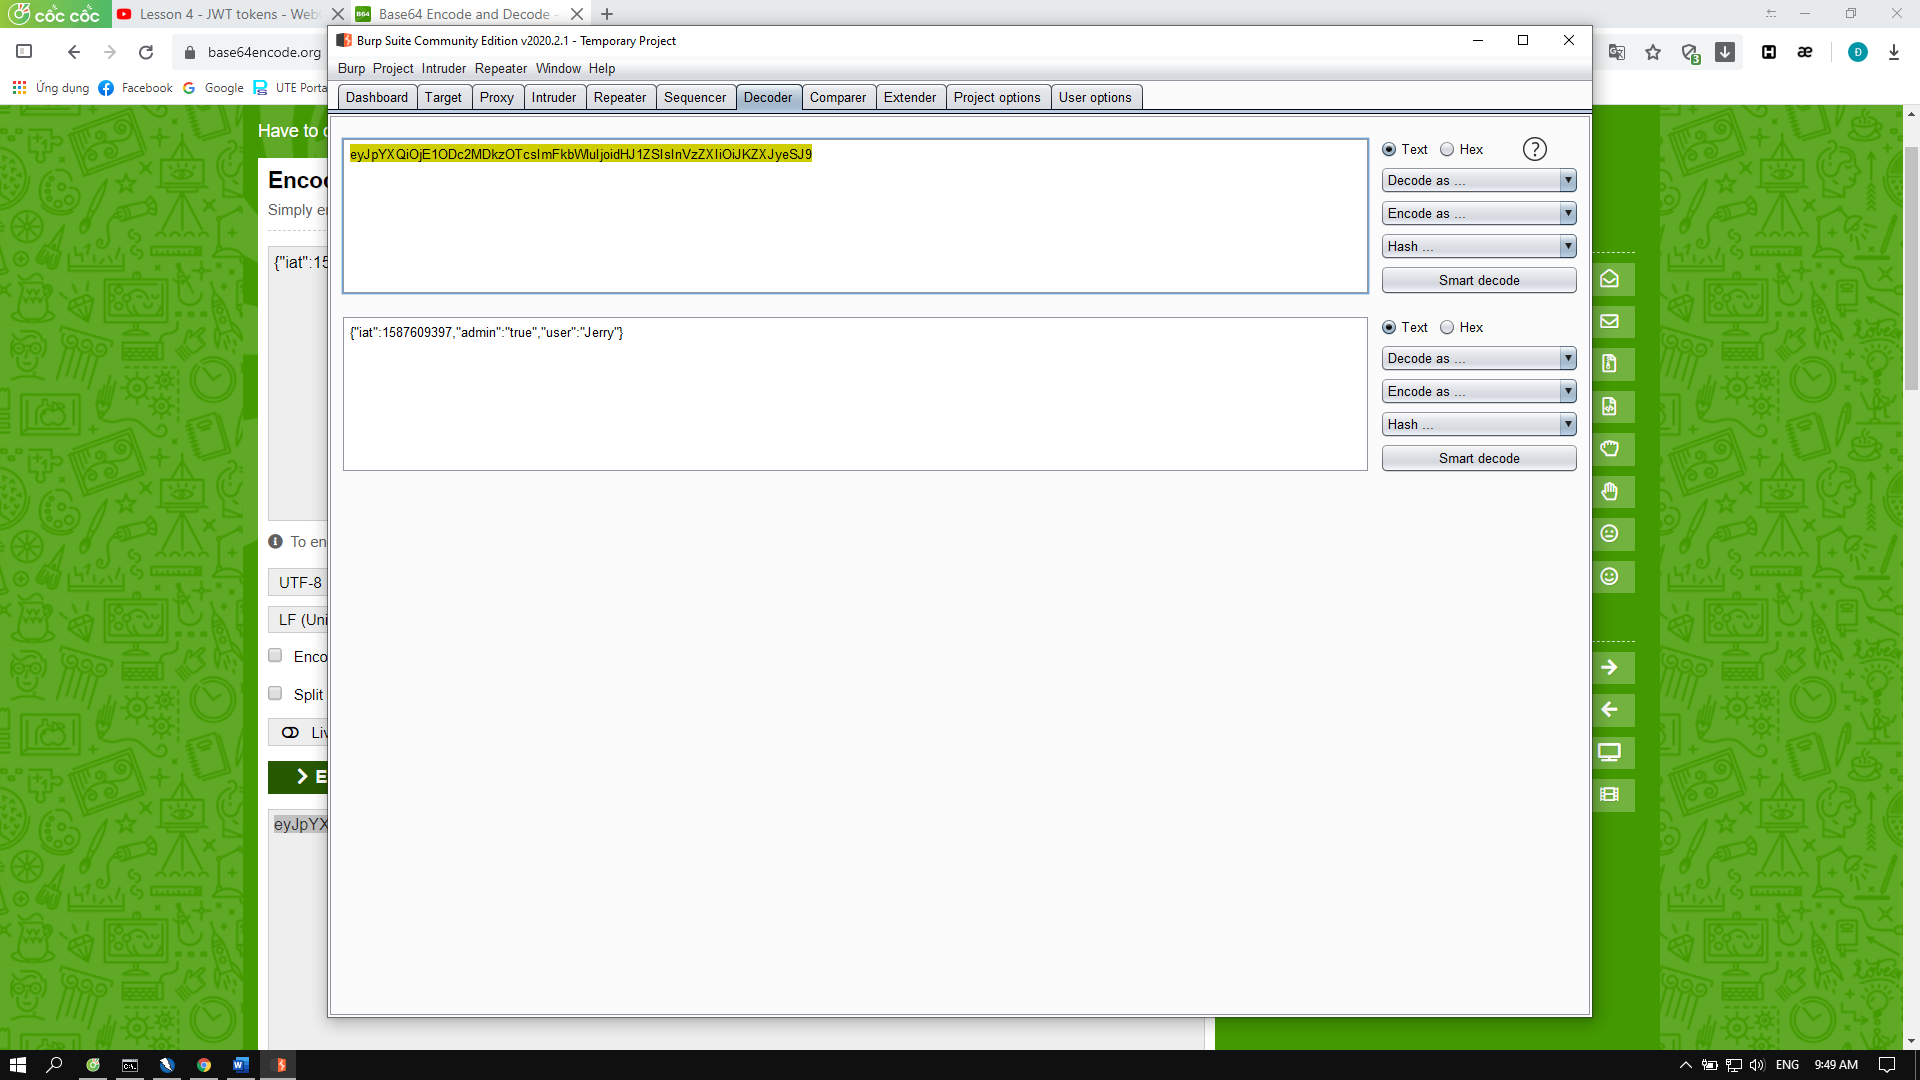 cốc cốc
Lesson 4 - JWT tokens - Web
Base64 Encode and Decode -
base64encode.org
Ứng dụng
Facebook
Google
UTE Porta
Have to
Enco
Simply e
{"iat":15
To en
UTF-8
LF (Uni
Enco
Split
Liv
E
eyJpYX
Burp Suite Community Edition v2020.2.1 - Temporary Project
Burp Project Intruder Repeater Window Help
Dashboard Target Proxy Intruder Repeater Sequencer Decoder Comparer Extender Project options User options
eyJpYXQiOjE1ODc2MDkzOTcsImFkbWluIjoidHJ1ZSIsInVzZXIiOiJKZXJyeSJ9
Text Hex ?
Decode as ...
Encode as ...
Hash ...
Smart decode
{"iat":1587609397,"admin":"true","user":"Jerry"}
Text Hex
Decode as ...
Encode as ...
Hash ...
Smart decode
ENG 9:49 AM